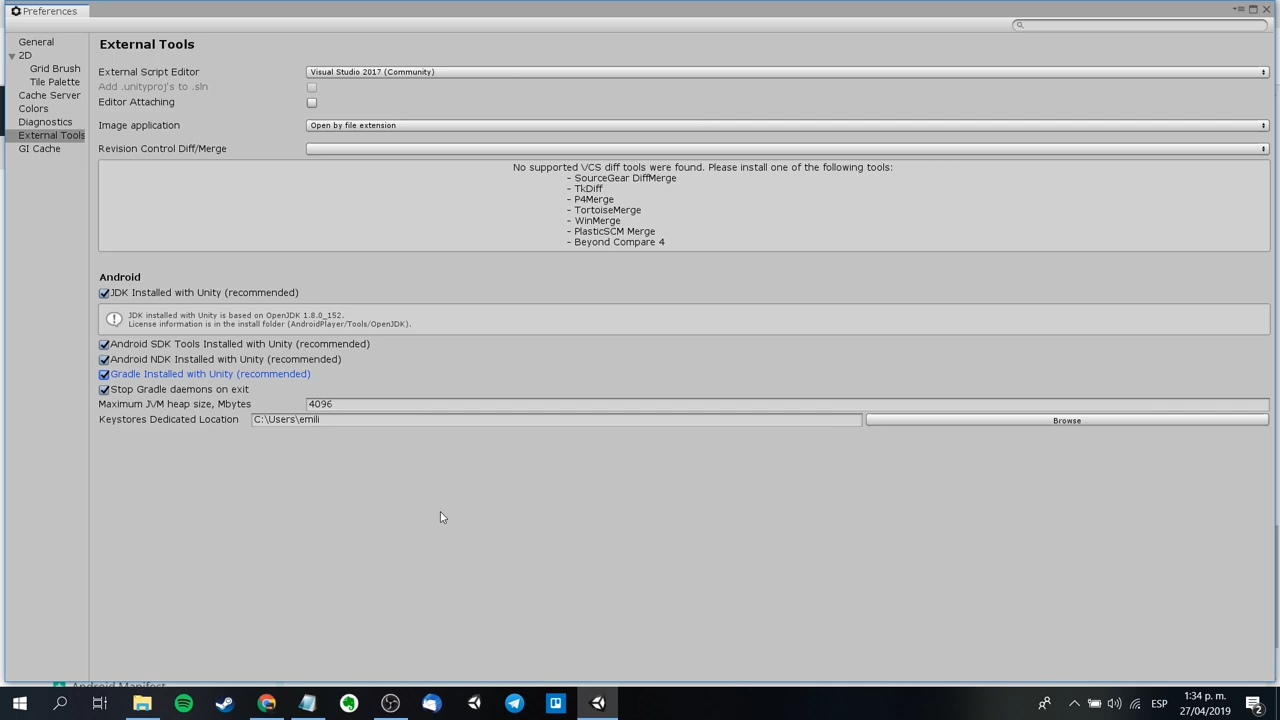 Preferences
General
2D
Grid Brush
Tile Palette
Cache Server
Colors
Diagnostics
External Tools
GI Cache
External Tools
External Script Editor
Visual Studio 2017 (Community)
Add .unityproj's to .sln
Editor Attaching
Image application
Open by file extension
Revision Control Diff/Merge
No supported VCS diff tools were found. Please install one of the following tools:
- SourceGear DiffMerge
- TkDiff
- P4Merge
- TortoiseMerge
- WinMerge
- PlasticSCM Merge
- Beyond Compare 4
Android
JDK Installed with Unity (recommended)
JDK installed with Unity is based on OpenJDK 1.8.0_152.
License information is in the install folder (AndroidPlayer/Tools/OpenJDK).
Android SDK Tools Installed with Unity (recommended)
Android NDK Installed with Unity (recommended)
Gradle Installed with Unity (recommended)
Stop Gradle daemons on exit
Maximum JVM heap size, Mbytes
4096
Keystores Dedicated Location
C:\Users\emili
Browse
Android Manifest
ESP
1:34 p. m.
27/04/2019
2